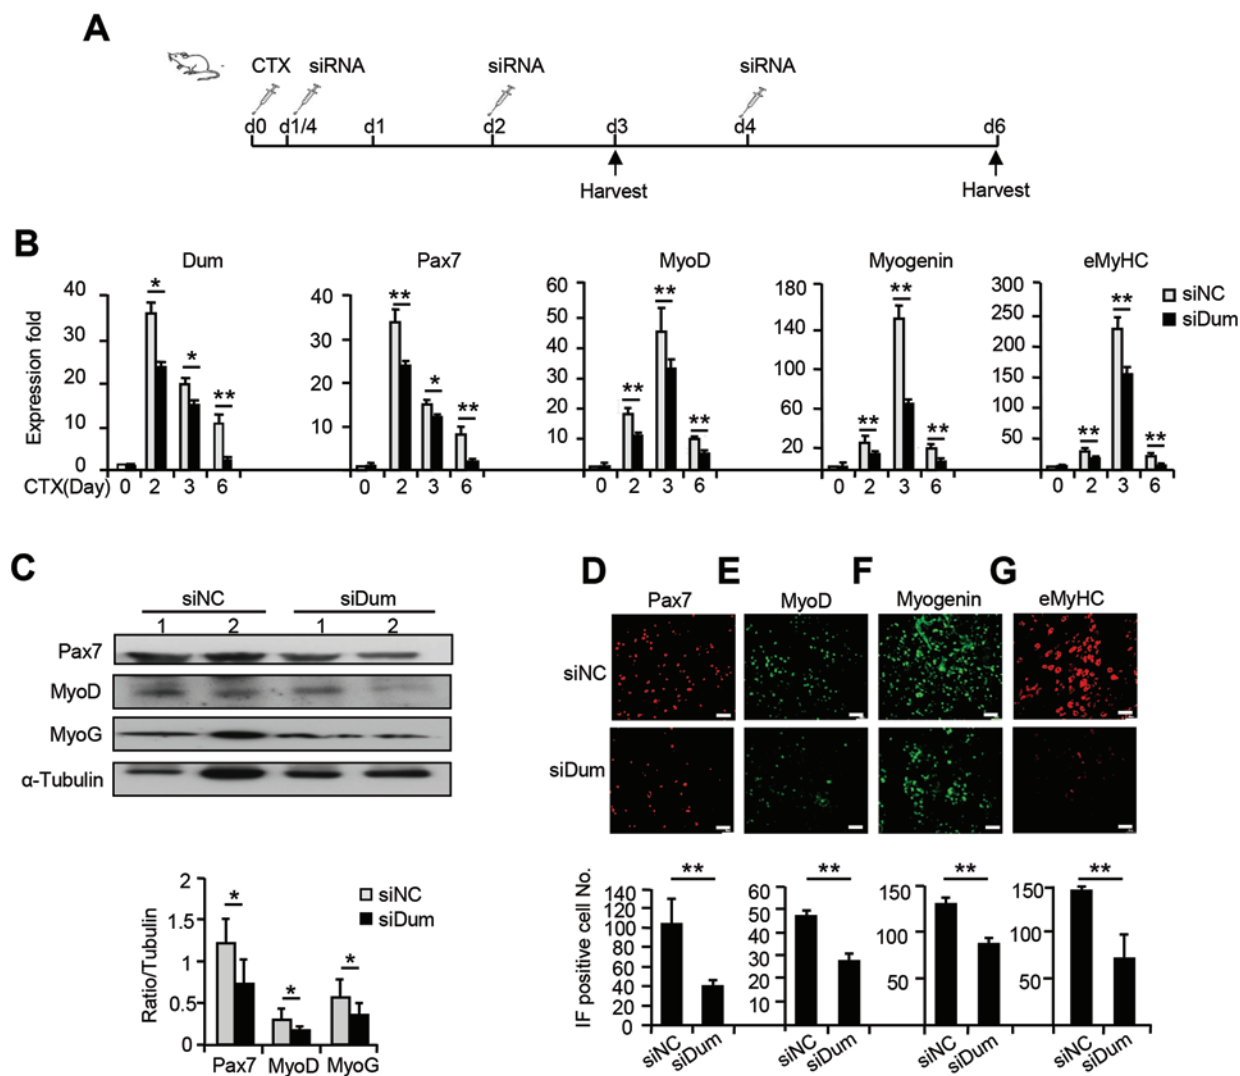 A
CTX siRNA siRNA siRNA
d0 d1/4 d1 d2 d3 d4 d6
Harvest Harvest
B
Dum Pax7 MyoD Myogenin eMyHC
siNC
siDum
Expression fold
40 30 20 10 0
40 30 20 10
60 50 40 30 20 10
180 140 100 60 20
300 250 200 150 100 50
* * **
** * **
** ** **
** ** **
** ** **
CTX(Day) 0 2 3 6 0 2 3 6 0 2 3 6 0 2 3 6 0 2 3 6
C
siNC siDum
1 2 1 2
Pax7
MyoD
MyoG
α-Tubulin
Ratio/Tubulin
2
1.5
1
0.5
0
* * *
siNC
siDum
Pax7 MyoD MyoG
D E F G
Pax7 MyoD Myogenin eMyHC
siNC
siDum
IF positive cell No.
** ** ** **
140 120 100 80 60 40 20 0
60 50 40 30 20 10
150 100 50
150 100 50
siNC siDum siNC siDum siNC siDum siNC siDum